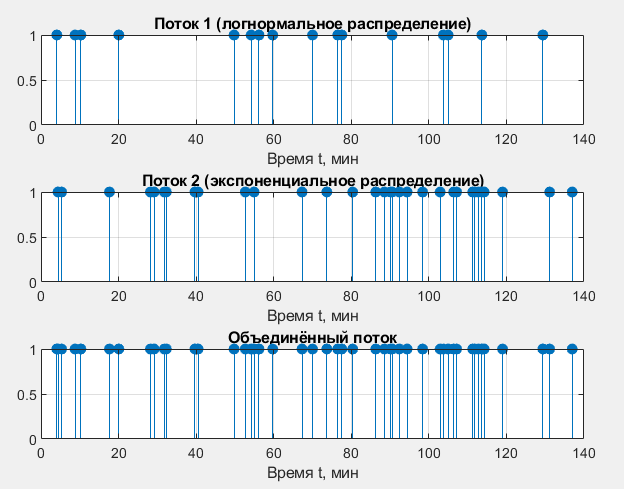 Поток 1 (логнормальное распределение)
1
0.5
0
0 20 40 60 80 100 120 140
Время t, мин
Поток 2 (экспоненциальное распределение)
1
0.5
0
0 20 40 60 80 100 120 140
Время t, мин
Объединённый поток
1
0.5
0
0 20 40 60 80 100 120 140
Время t, мин